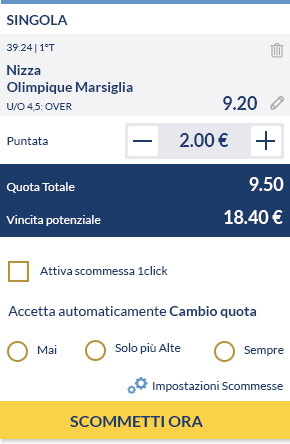 SINGOLA
39:24 | 1°T
Nizza
Olimpique Marsiglia
U/O 4,5: OVER
9.20
Puntata
2.00 €
Quota Totale
9.50
Vincita potenziale
18.40 €
Attiva scommessa 1click
Accetta automaticamente Cambio quota
Mai
Solo più Alte
Sempre
Impostazioni Scommesse
SCOMMETTI ORA